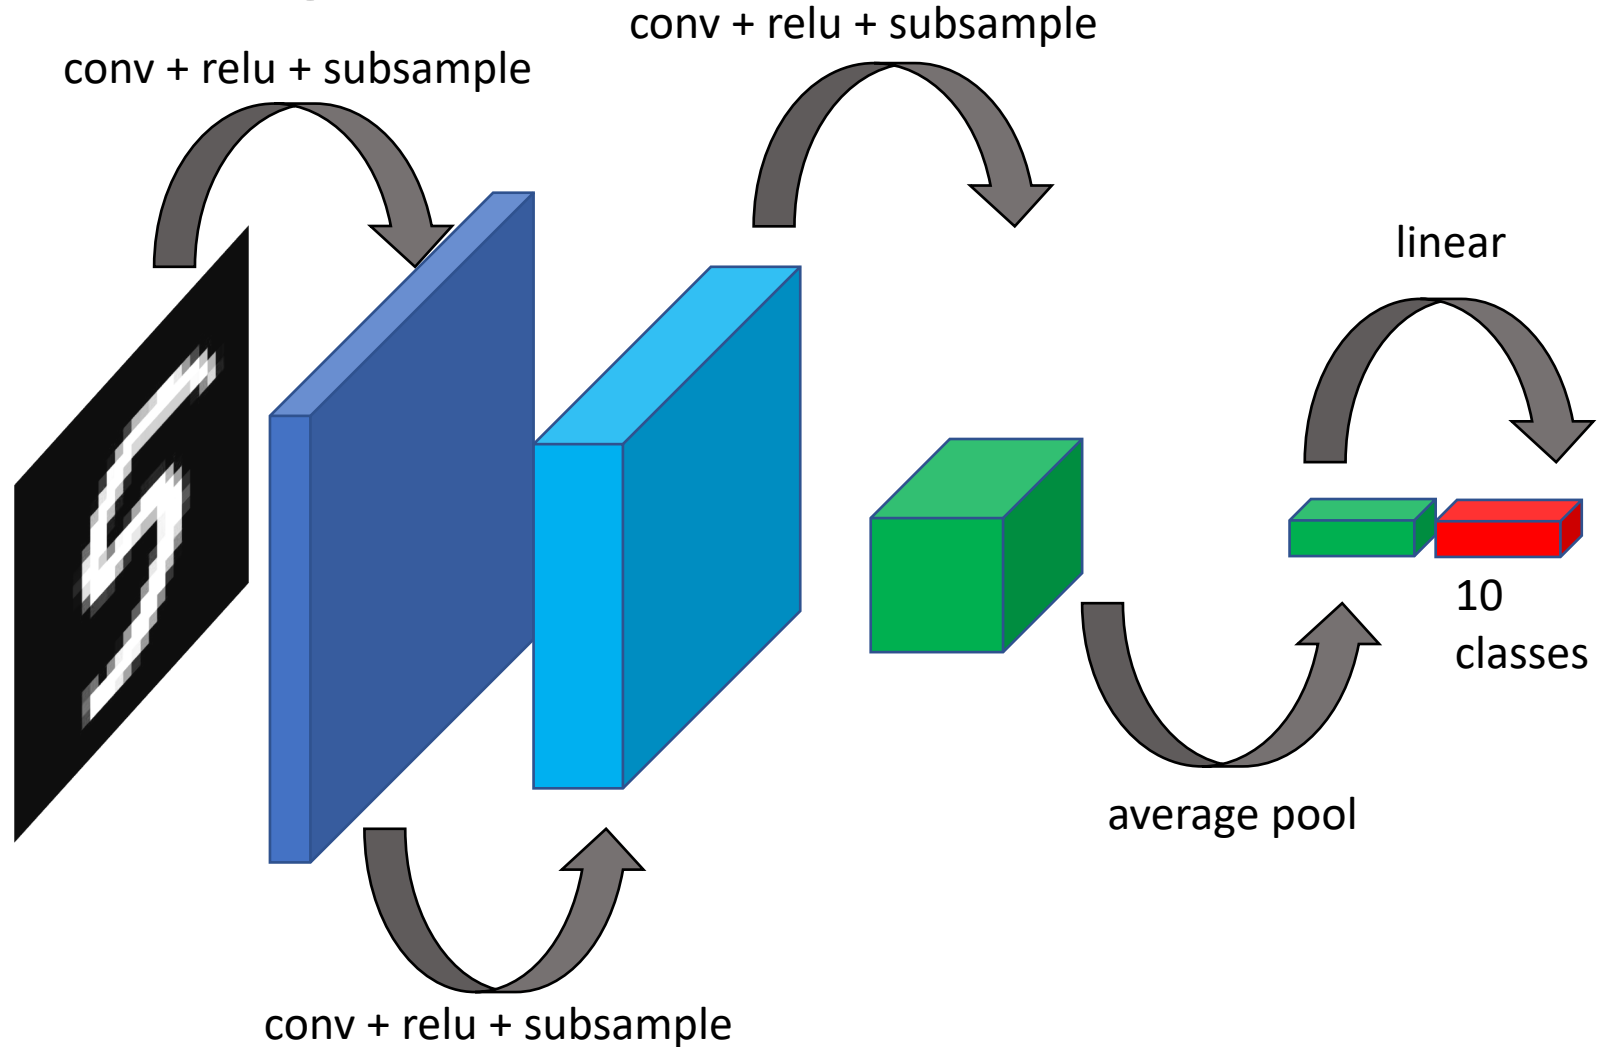 conv + relu + subsample
conv + relu + subsample
linear
10
classes
average pool
conv + relu + subsample